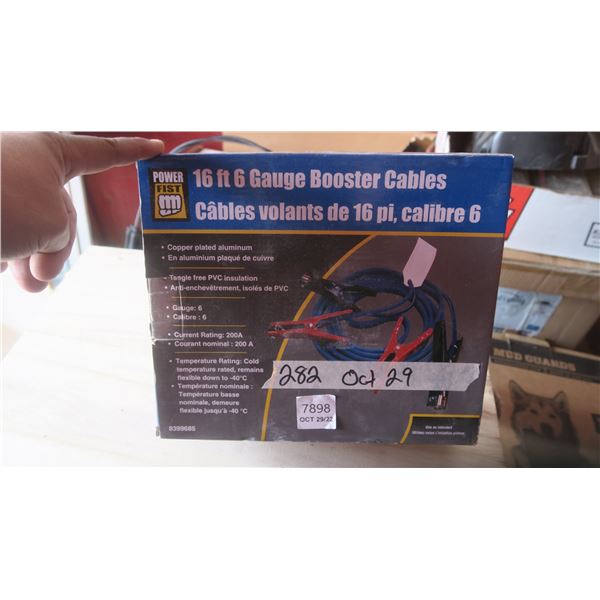 POWER
FIST
16 ft 6 Gauge Booster Cables
Câbles volants de 16 pi, calibre 6
• Copper plated aluminum
• En aluminium plaqué de cuivre
• Tangle free PVC insulation
• Anti-enchevêtrement, isolés de PVC
• Gauge: 6
• Calibre : 6
• Current Rating: 200A
• Courant nominal : 200 A
• Temperature Rating: Cold
temperature rated, remains
flexible down to -40°C
• Température nominale :
Température basse
nominale, demeure
flexible jusqu'à -40 °C
8399685
282 Oct 29
7898
OCT 29/22
MUD GUARDS